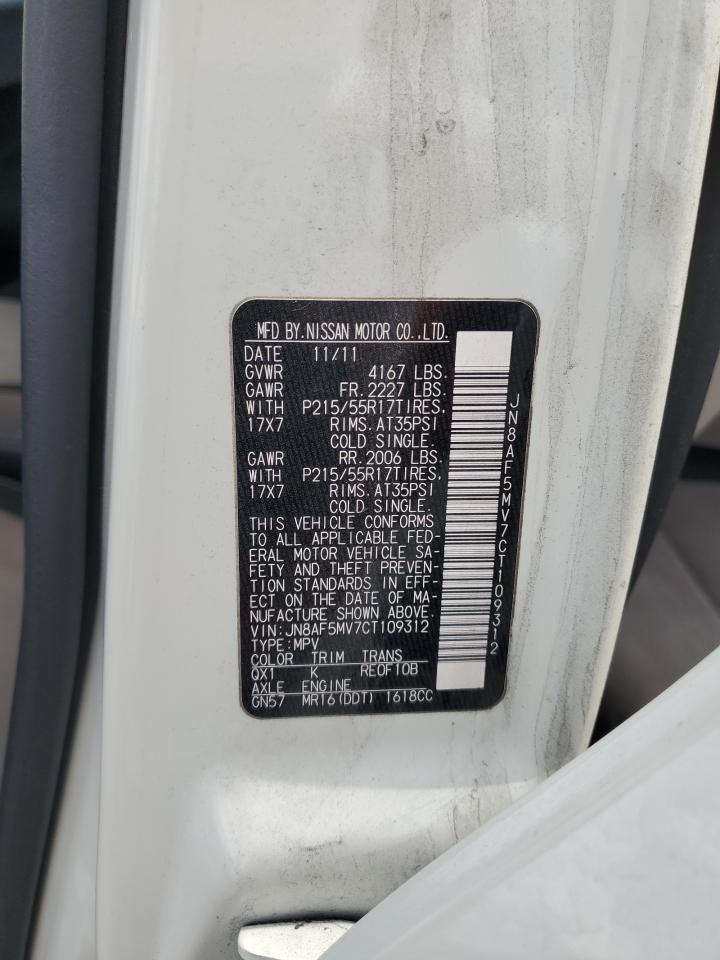 MFD BY.NISSAN MOTOR CO.,LTD.
DATE 11/11
GVWR 4167 LBS.
GAWR FR.2227 LBS.
WITH P215/55R17TIRES,
17X7 RIMS.AT35PSI
COLD SINGLE.
GAWR RR.2006 LBS.
WITH P215/55R17TIRES,
17X7 RIMS.AT35PSI
COLD SINGLE.
THIS VEHICLE CONFORMS
TO ALL APPLICABLE FED-
ERAL MOTOR VEHICLE SA-
FETY AND THEFT PREVEN-
TION STANDARDS IN EFF-
ECT ON THE DATE OF MA-
NUFACTURE SHOWN ABOVE.
VIN:JN8AF5MV7CT109312
TYPE:MPV
COLOR TRIM TRANS
QX1 K RE0F10B
AXLE ENGINE
GN57 MR16(DDT) 1618CC
JN8AF5MV7CT109312